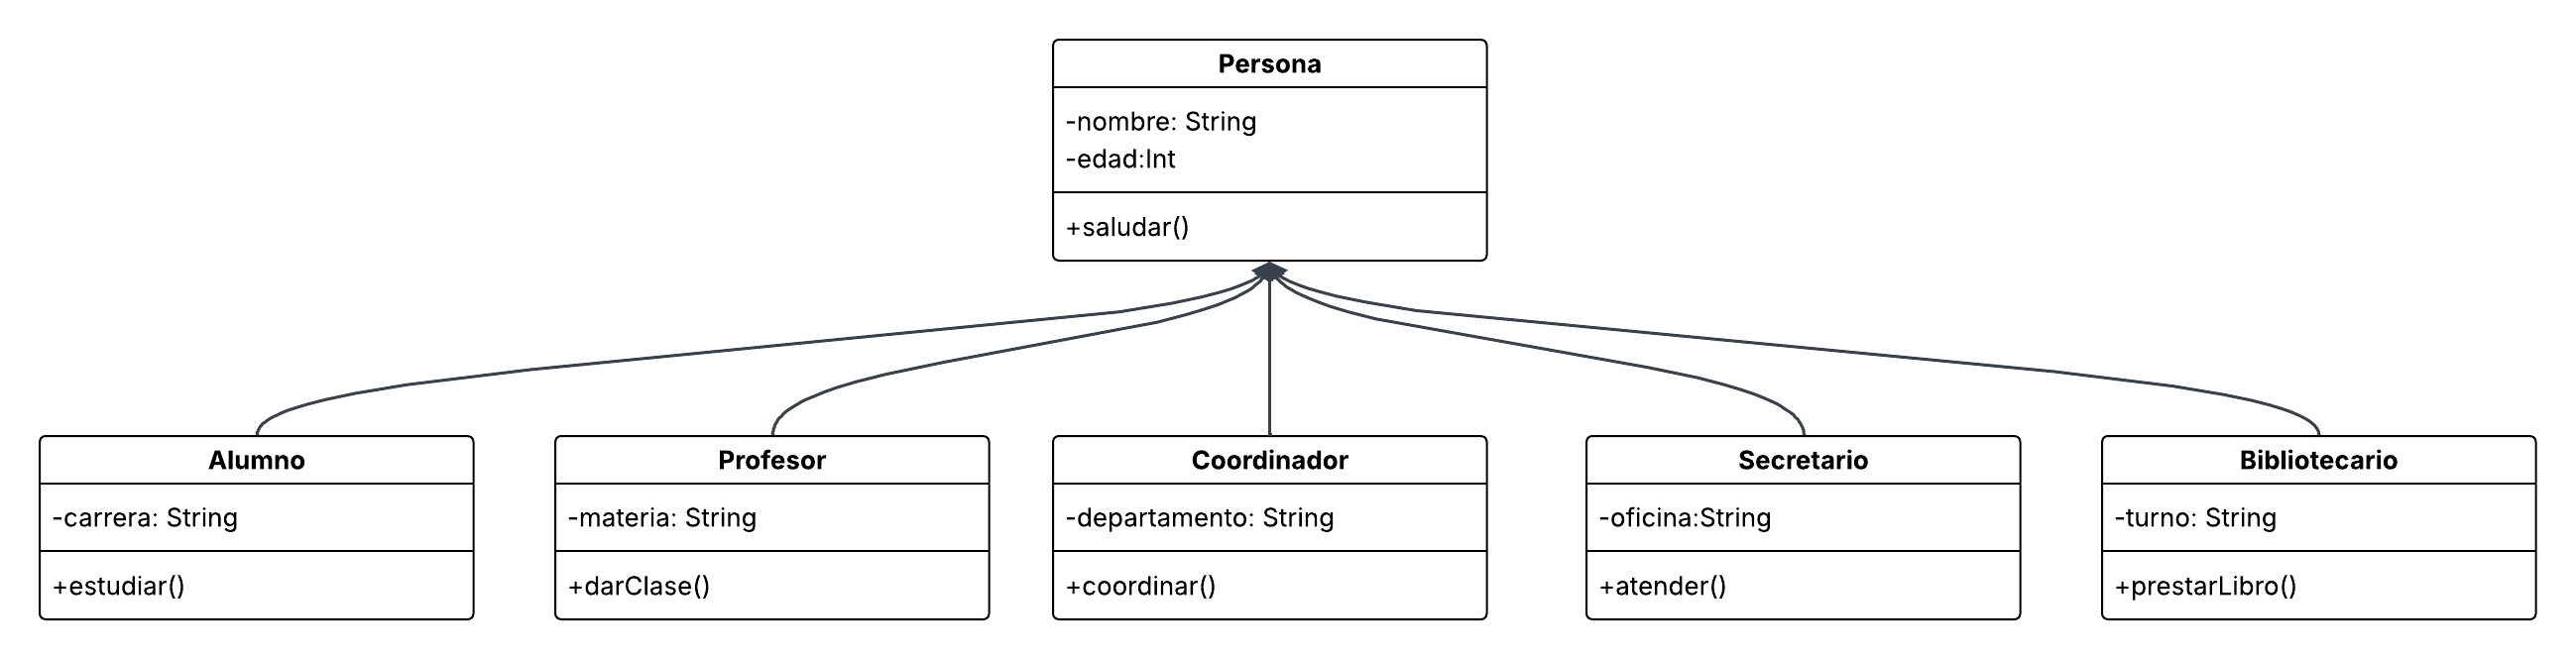 Persona
-nombre: String
-edad:Int
+saludar()
Alumno
-carrera: String
+estudiar()
Profesor
-materia: String
+darClase()
Coordinador
-departamento: String
+coordinar()
Secretario
-oficina:String
+atender()
Bibliotecario
-turno: String
+prestarLibro()